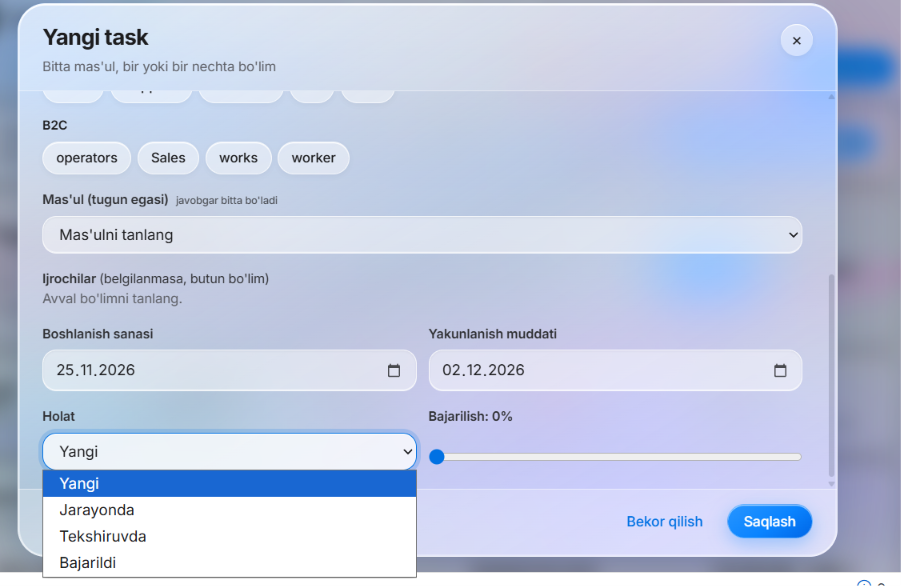 Yangi task
Bitta mas'ul, bir yoki bir nechta bo'lim
B2C
operators Sales works worker
Mas'ul (tugun egasi) javobgar bitta bo'ladi
Mas'ulni tanlang
Ijrochilar (belgilanmasa, butun bo'lim)
Avval bo'limni tanlang.
Boshlanish sanasi Yakunlanish muddati
25.11.2026 02.12.2026
Holat Bajarilish: 0%
Yangi
Yangi
Jarayonda
Tekshiruvda
Bajarildi
Bekor qilish Saqlash